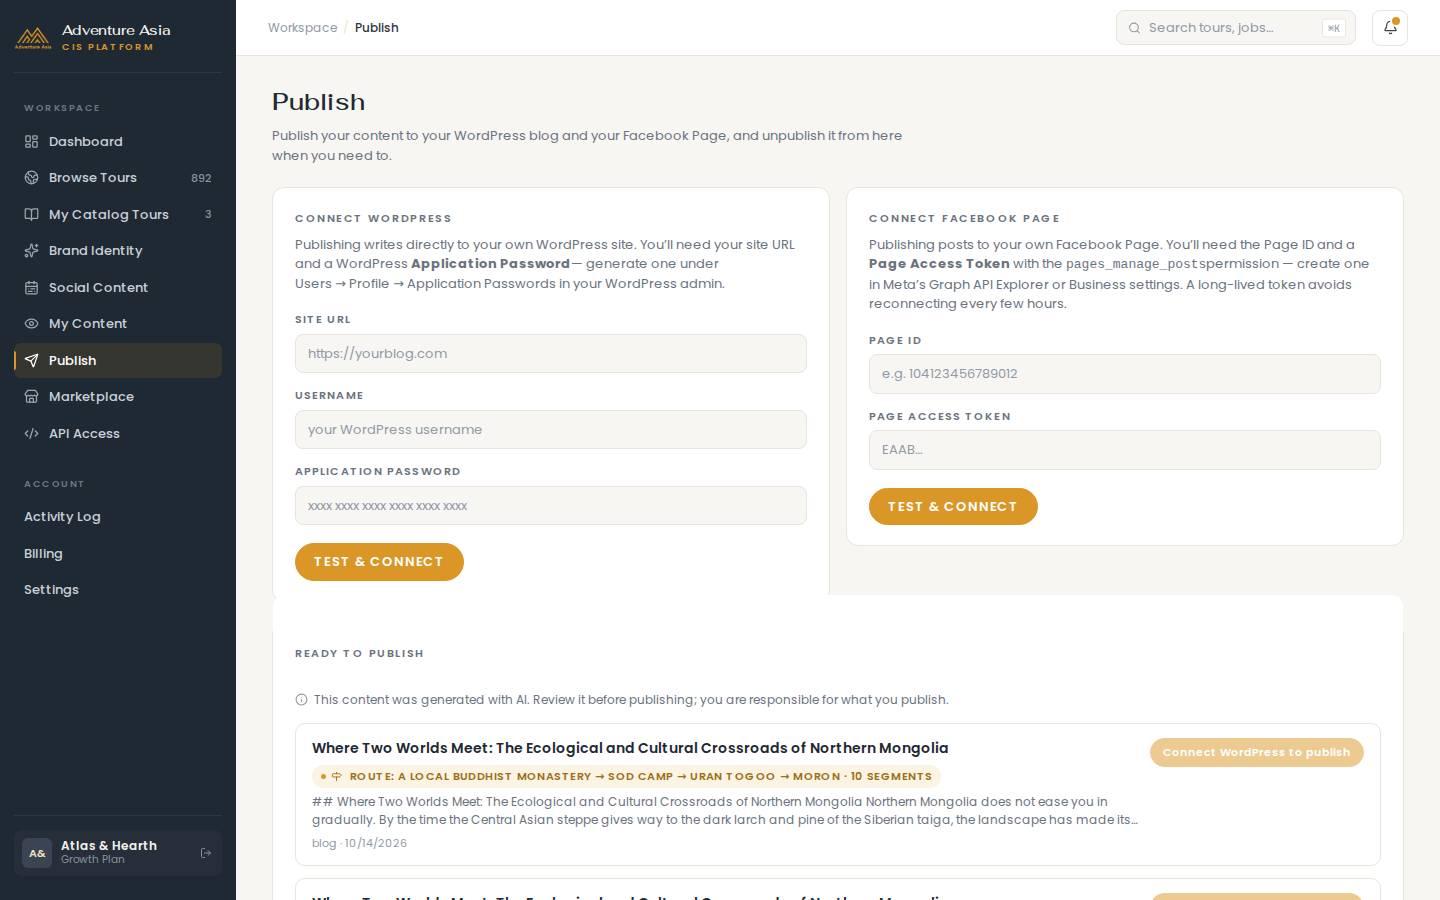 Adventure Asia
CIS PLATFORM
Adventure Asia
WORKSPACE
Dashboard
Browse Tours 892
My Catalog Tours 3
Brand Identity
Social Content
My Content
Publish
Marketplace
API Access
ACCOUNT
Activity Log
Billing
Settings
A& Atlas & Hearth
Growth Plan
Workspace / Publish
Search tours, jobs... ⌘K
Publish
Publish your content to your WordPress blog and your Facebook Page, and unpublish it from here
when you need to.
CONNECT WORDPRESS
Publishing writes directly to your own WordPress site. You'll need your site URL
and a WordPress Application Password — generate one under
Users → Profile → Application Passwords in your WordPress admin.
SITE URL
https://yourblog.com
USERNAME
your WordPress username
APPLICATION PASSWORD
xxxx xxxx xxxx xxxx xxxx xxxx
TEST & CONNECT
CONNECT FACEBOOK PAGE
Publishing posts to your own Facebook Page. You'll need the Page ID and a
Page Access Token with the pages_manage_posts permission — create one
in Meta's Graph API Explorer or Business settings. A long-lived token avoids
reconnecting every few hours.
PAGE ID
e.g. 104123456789012
PAGE ACCESS TOKEN
EAAB...
TEST & CONNECT
READY TO PUBLISH
This content was generated with AI. Review it before publishing; you are responsible for what you publish.
Where Two Worlds Meet: The Ecological and Cultural Crossroads of Northern Mongolia
Connect WordPress to publish
ROUTE: A LOCAL BUDDHIST MONASTERY → SOD CAMP → URAN TOGOO → MORON · 10 SEGMENTS
## Where Two Worlds Meet: The Ecological and Cultural Crossroads of Northern Mongolia Northern Mongolia does not ease you in
gradually. By the time the Central Asian steppe gives way to the dark larch and pine of the Siberian taiga, the landscape has made its...
blog · 10/14/2026
Where Two Worlds Meet: The Ecological and Cultural Crossroads of Northern Mongolia